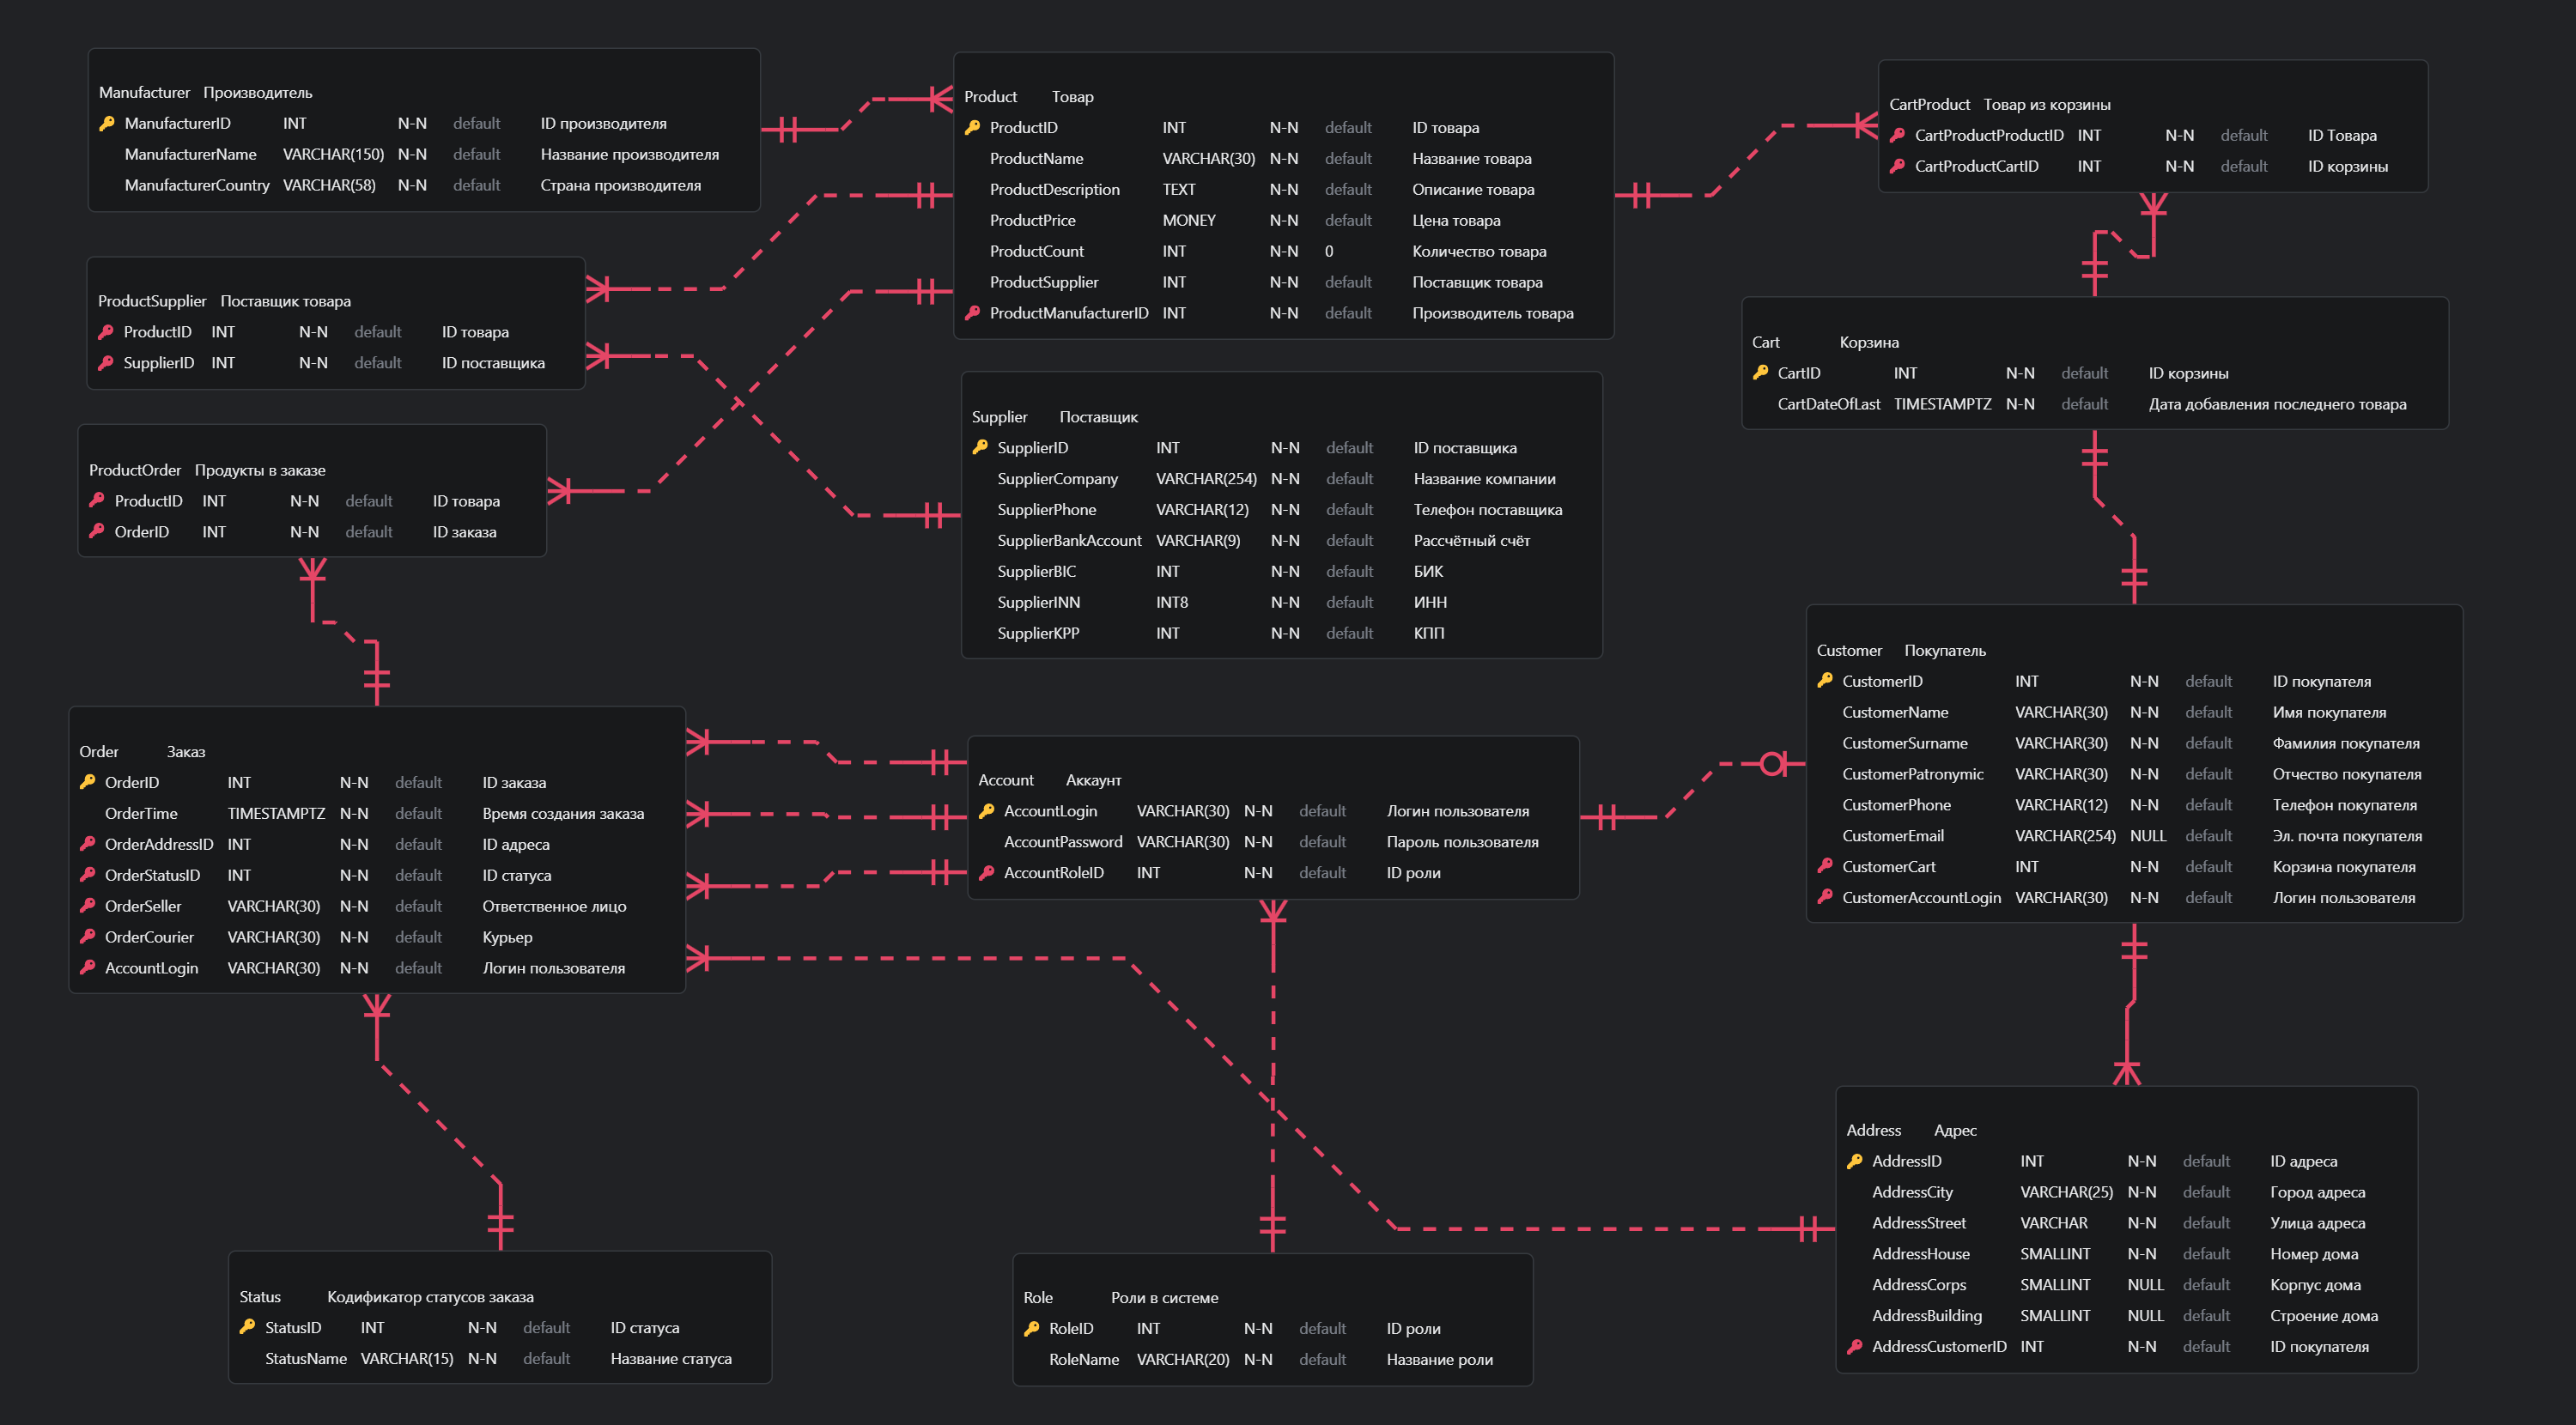 Manufacturer Производитель
ManufacturerID INT N-N default ID производителя
ManufacturerName VARCHAR(150) N-N default Название производителя
ManufacturerCountry VARCHAR(58) N-N default Страна производителя
Product Товар
ProductID INT N-N default ID товара
ProductName VARCHAR(30) N-N default Название товара
ProductDescription TEXT N-N default Описание товара
ProductPrice MONEY N-N default Цена товара
ProductCount INT N-N 0 Количество товара
ProductSupplier INT N-N default Поставщик товара
ProductManufacturerID INT N-N default Производитель товара
CartProduct Товар из корзины
CartProductProductID INT N-N default ID Товара
CartProductCartID INT N-N default ID корзины
ProductSupplier Поставщик товара
ProductID INT N-N default ID товара
SupplierID INT N-N default ID поставщика
Cart Корзина
CartID INT N-N default ID корзины
CartDateOfLast TIMESTAMPTZ N-N default Дата добавления последнего товара
Supplier Поставщик
SupplierID INT N-N default ID поставщика
SupplierCompany VARCHAR(254) N-N default Название компании
SupplierPhone VARCHAR(12) N-N default Телефон поставщика
SupplierBankAccount VARCHAR(9) N-N default Рассчётный счёт
SupplierBIC INT N-N default БИК
SupplierINN INT8 N-N default ИНН
SupplierKPP INT N-N default КПП
ProductOrder Продукты в заказе
ProductID INT N-N default ID товара
OrderID INT N-N default ID заказа
Customer Покупатель
CustomerID INT N-N default ID покупателя
CustomerName VARCHAR(30) N-N default Имя покупателя
CustomerSurname VARCHAR(30) N-N default Фамилия покупателя
CustomerPatronymic VARCHAR(30) N-N default Отчество покупателя
CustomerPhone VARCHAR(12) N-N default Телефон покупателя
CustomerEmail VARCHAR(254) NULL default Эл. почта покупателя
CustomerCart INT N-N default Корзина покупателя
CustomerAccountLogin VARCHAR(30) N-N default Логин пользователя
Order Заказ
OrderID INT N-N default ID заказа
OrderTime TIMESTAMPTZ N-N default Время создания заказа
OrderAddressID INT N-N default ID адреса
OrderStatusID INT N-N default ID статуса
OrderSeller VARCHAR(30) N-N default Ответственное лицо
OrderCourier VARCHAR(30) N-N default Курьер
AccountLogin VARCHAR(30) N-N default Логин пользователя
Account Аккаунт
AccountLogin VARCHAR(30) N-N default Логин пользователя
AccountPassword VARCHAR(30) N-N default Пароль пользователя
AccountRoleID INT N-N default ID роли
Address Адрес
AddressID INT N-N default ID адреса
AddressCity VARCHAR(25) N-N default Город адреса
AddressStreet VARCHAR N-N default Улица адреса
AddressHouse SMALLINT N-N default Номер дома
AddressCorps SMALLINT NULL default Корпус дома
AddressBuilding SMALLINT NULL default Строение дома
AddressCustomerID INT N-N default ID покупателя
Status Кодификатор статусов заказа
StatusID INT N-N default ID статуса
StatusName VARCHAR(15) N-N default Название статуса
Role Роли в системе
RoleID INT N-N default ID роли
RoleName VARCHAR(20) N-N default Название роли